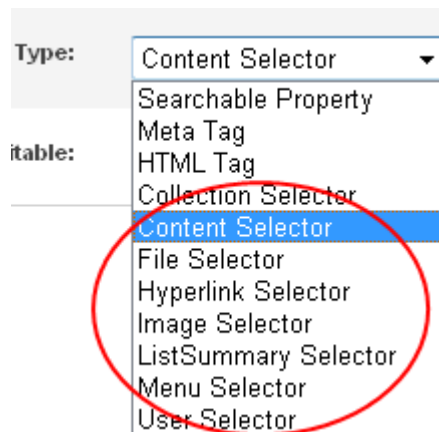 Type:
Content Selector
Searchable Property
Meta Tag
itable:
HTML Tag
Collection Selector
Content Selector
File Selector
Hyperlink Selector
Image Selector
ListSummary Selector
Menu Selector
User Selector